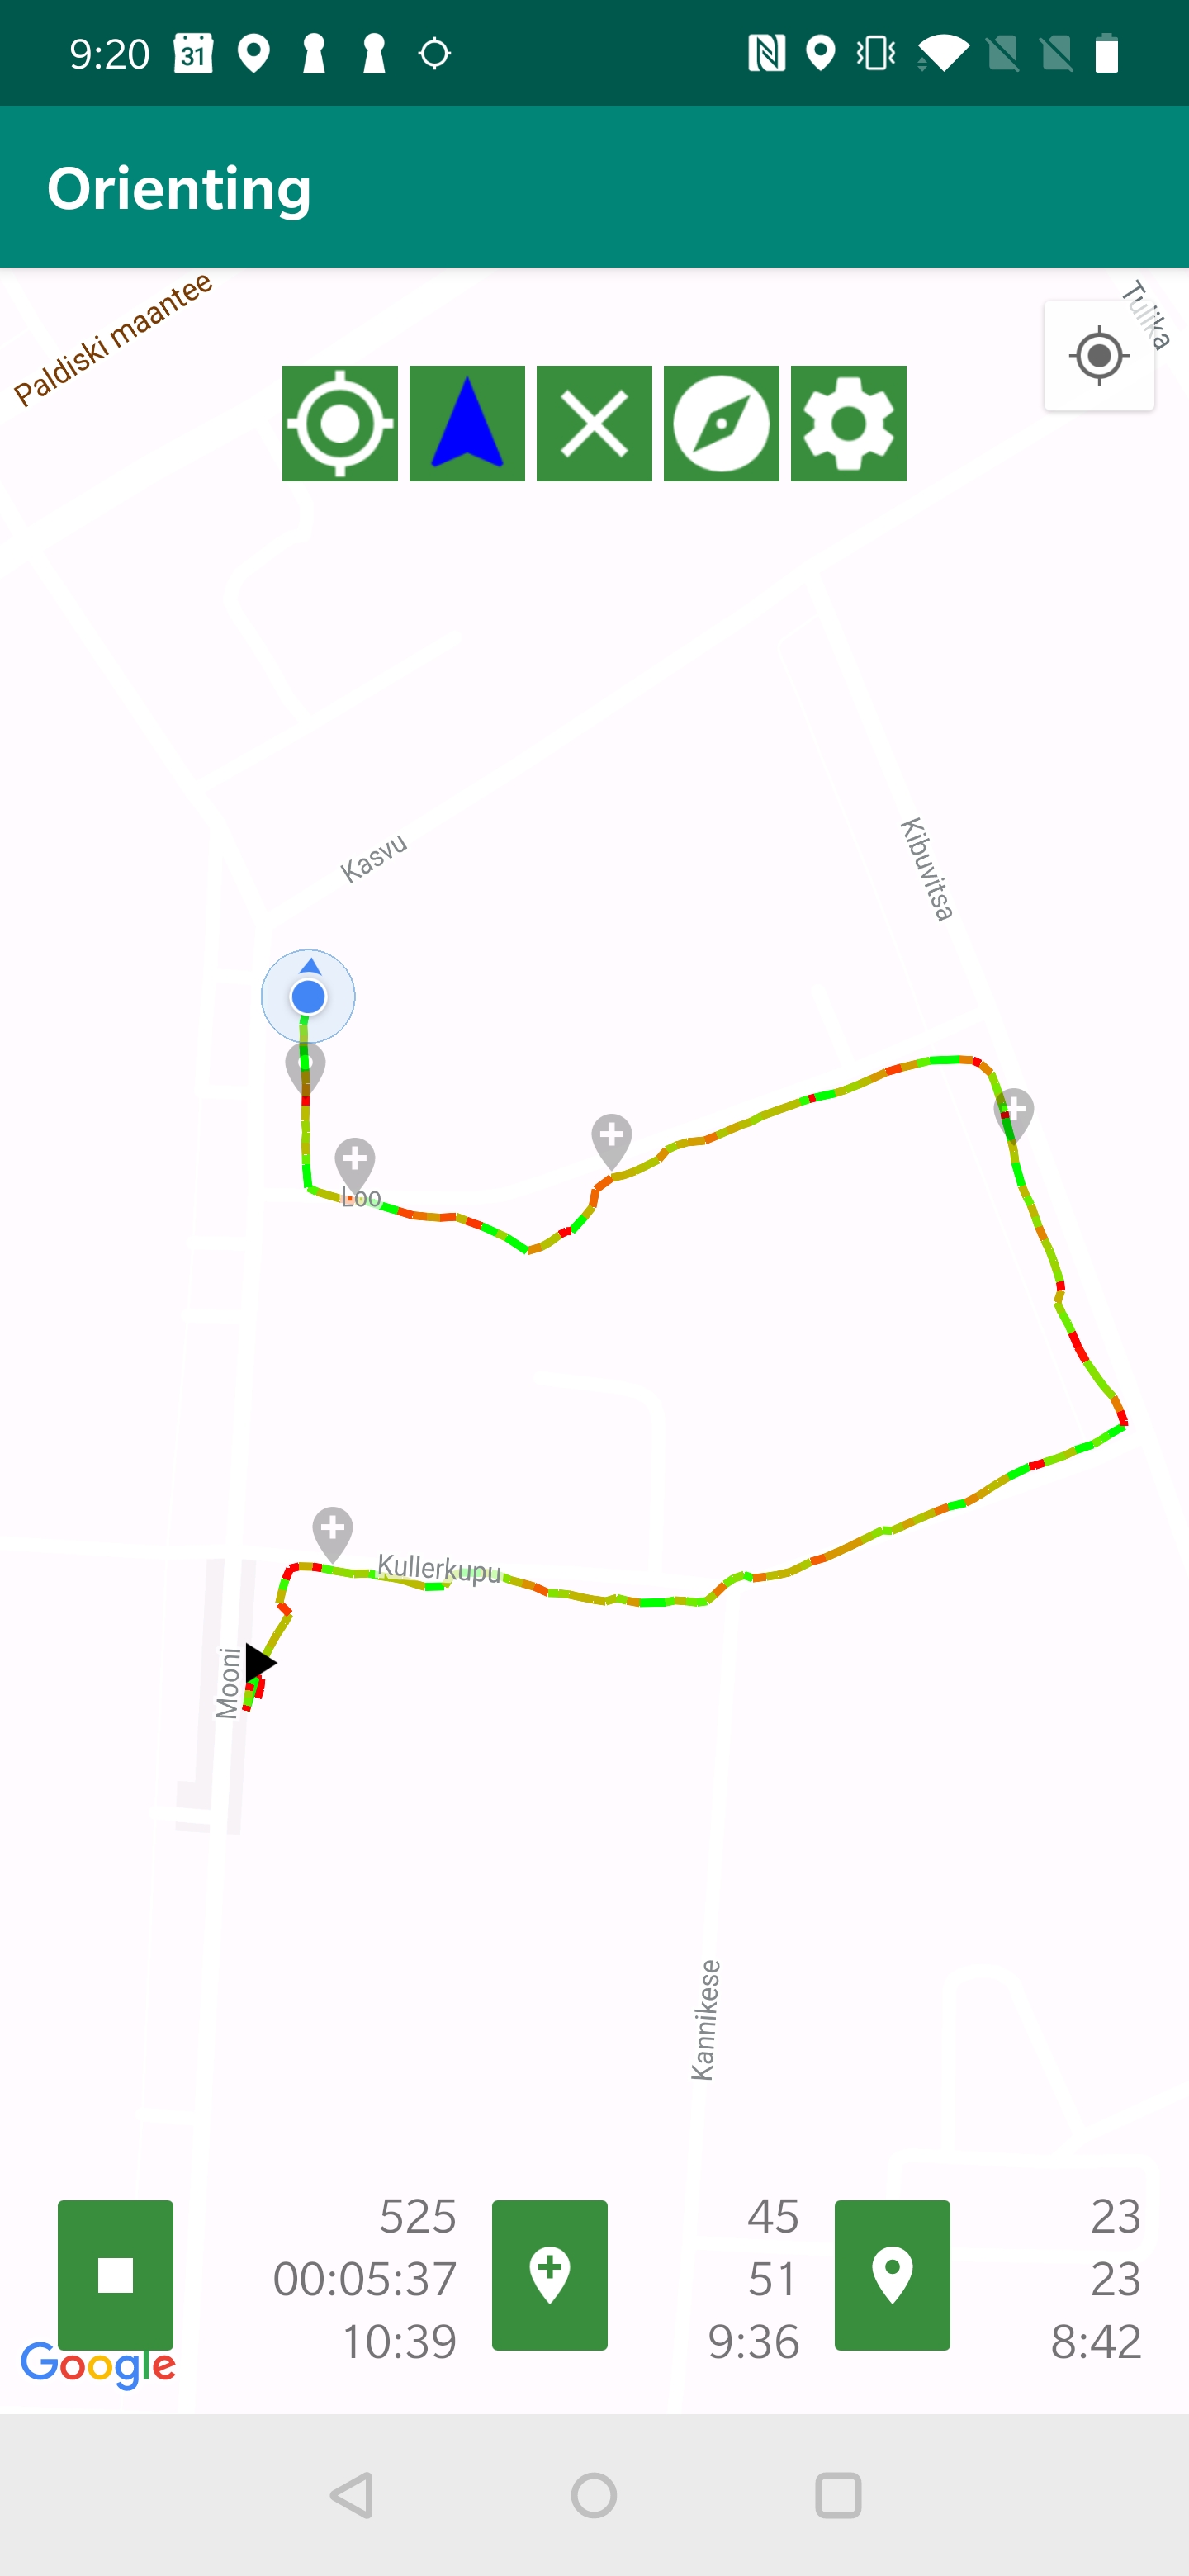 9:20
31
Orienting
Paldiski maantee
Tulika
Kasvu
Kibuvitsa
Loo
Kullerkupu
Mooni
Kannikese
525 45 23
00:05:37 51 23
10:39 9:36 8:42
Google